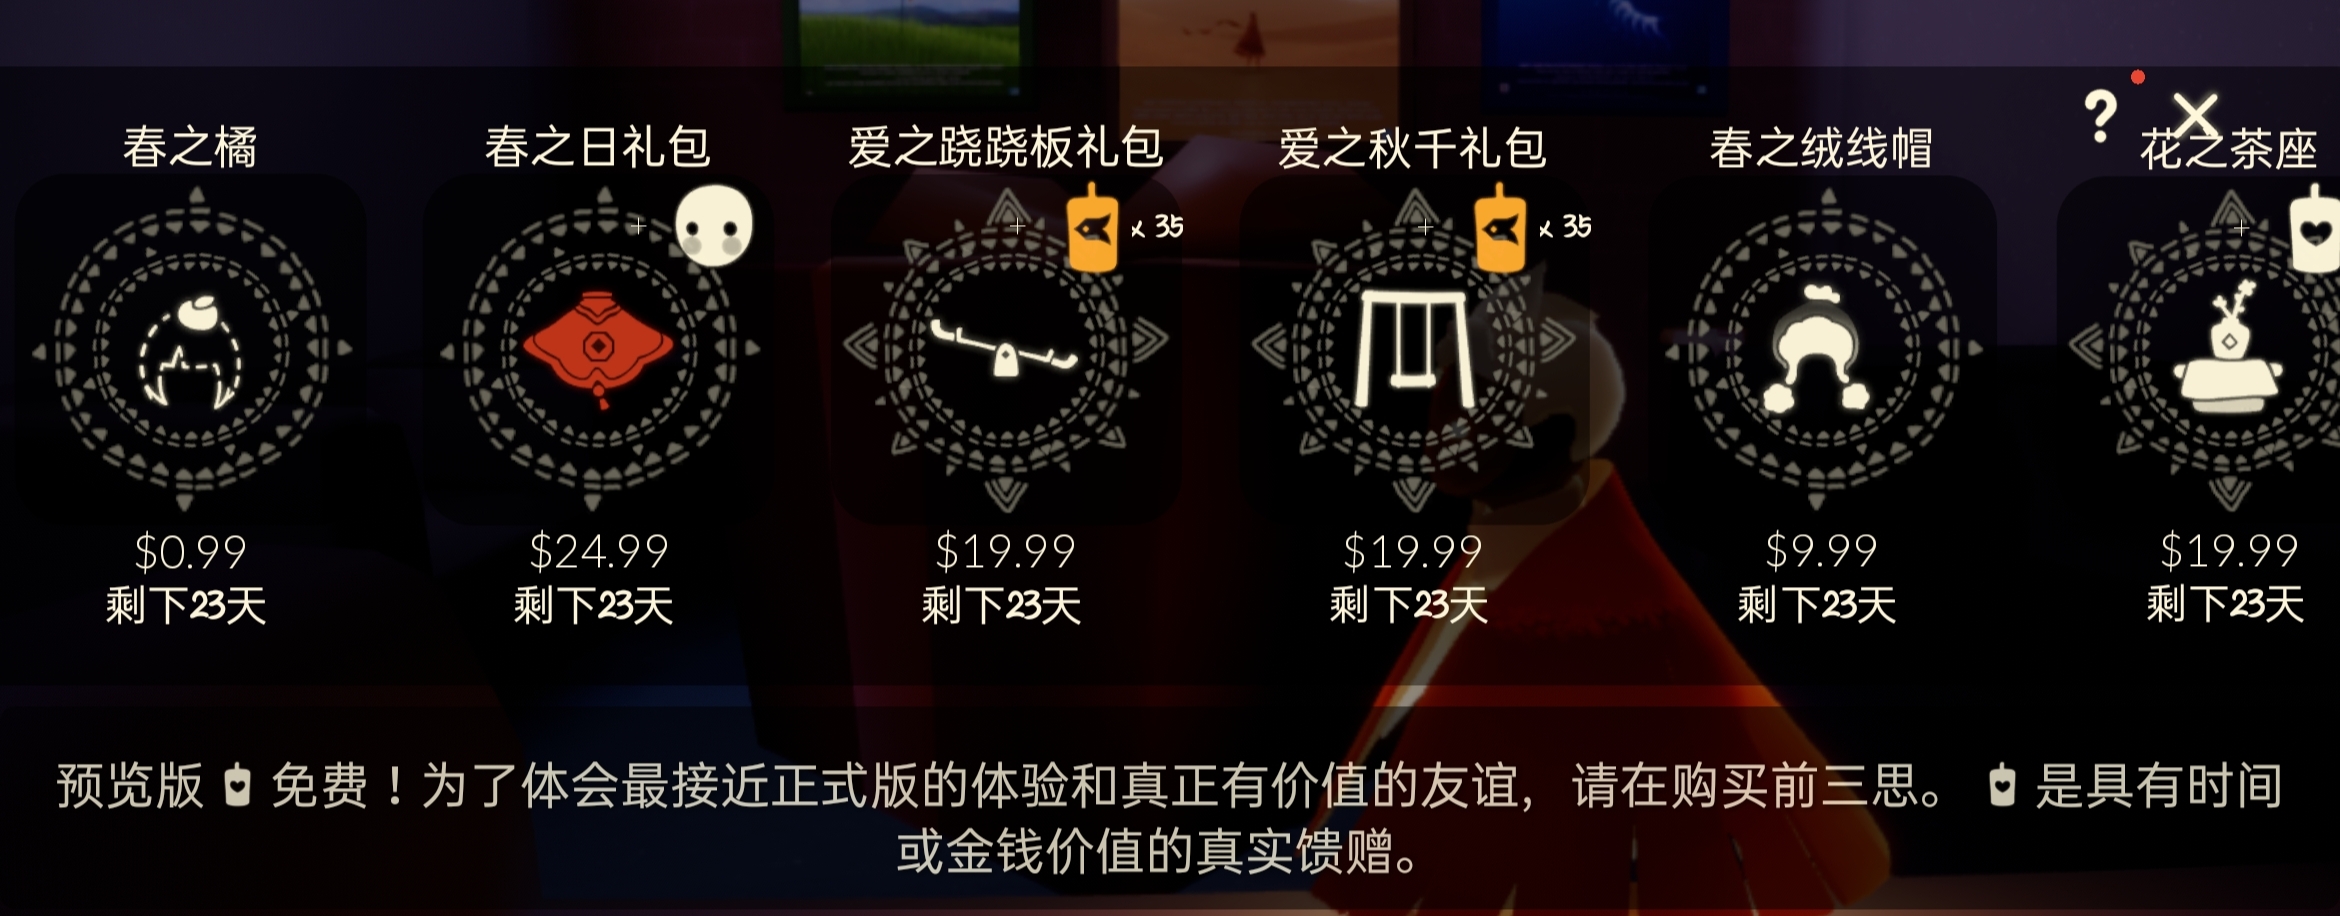 春之橘
春之日礼包
爱之跷跷板礼包
爱之秋千礼包
春之绒线帽
花之茶座
?
x 35
x 35
$0.99
$24.99
$19.99
$19.99
$9.99
$19.99
剩下23天
剩下23天
剩下23天
剩下23天
剩下23天
剩下23天
预览版 免费！为了体会最接近正式版的体验和真正有价值的友谊，请在购买前三思。 是具有时间
或金钱价值的真实馈赠。